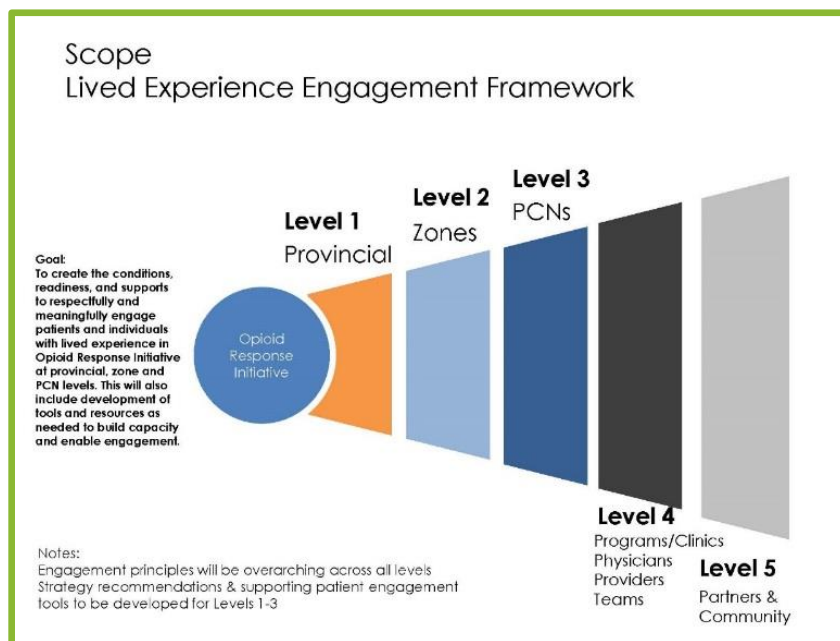 Scope
Lived Experience Engagement Framework
Level 1
Provincial
Level 2
Zones
Level 3
PCNs
Goal:
To create the conditions,
readiness, and supports
to respectfully and
meaningfully engage
patients and individuals
with lived experience in
Opioid Response Initiative
at provincial, zone and
PCN levels. This will also
include development of
tools and resources as
needed to build capacity
and enable engagement.
Opioid
Response
Initiative
Level 4
Programs/Clinics
Physicians
Providers
Teams
Level 5
Partners &
Community
Notes:
Engagement principles will be overarching across all levels
Strategy recommendations & supporting patient engagement
tools to be developed for Levels 1-3